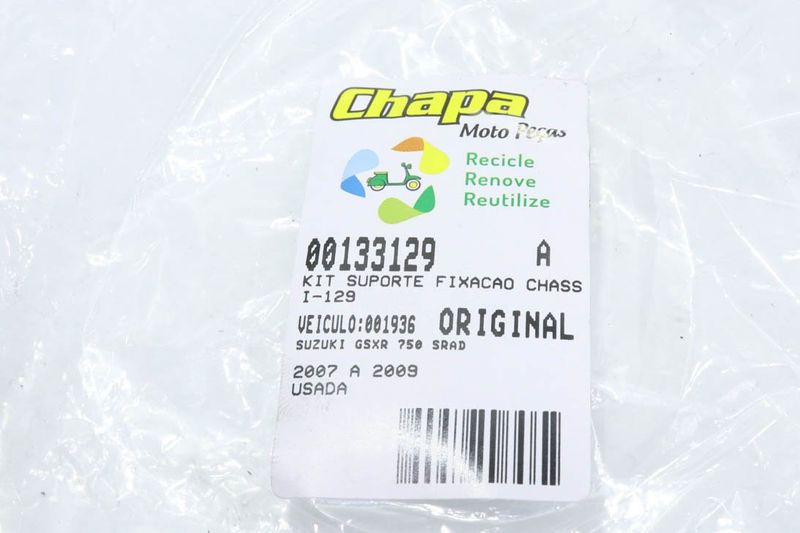 Chapa
Moto Peças
Recicle
Renove
Reutilize
00133129 A
KIT SUPORTE FIXACAO CHASS
I-129
VEICULO:001936 ORIGINAL
SUZUKI GSXR 750 SRAD
2007 A 2009
USADA